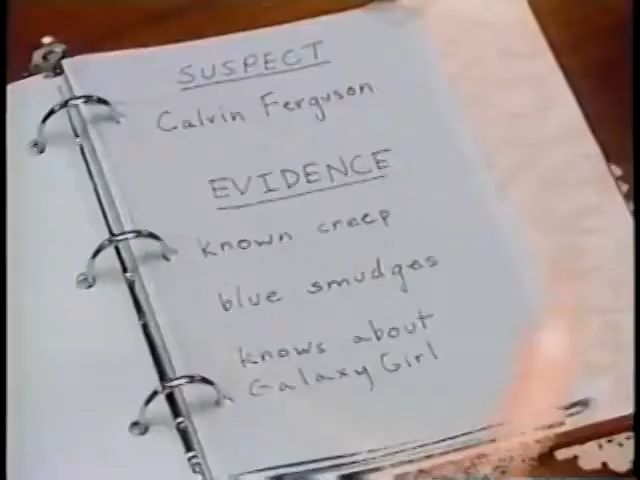 SUSPECT
Calvin Ferguson
EVIDENCE
known creep
blue smudges
knows about
Galaxy Girl